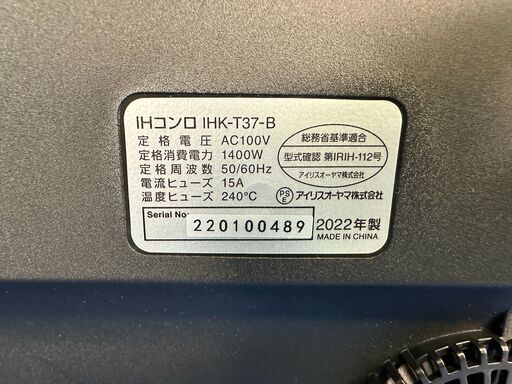 IHコンロ IHK-T37-B
定格電圧 AC100V
定格消費電力 1400W
定格周波数 50/60Hz
電流ヒューズ 15A
温度ヒューズ 240℃
総務省基準適合
型式確認 第IRIH-112号
アイリスオーヤマ株式会社
PSE アイリスオーヤマ株式会社
Serial No. 220100489
2022年製
MADE IN CHINA